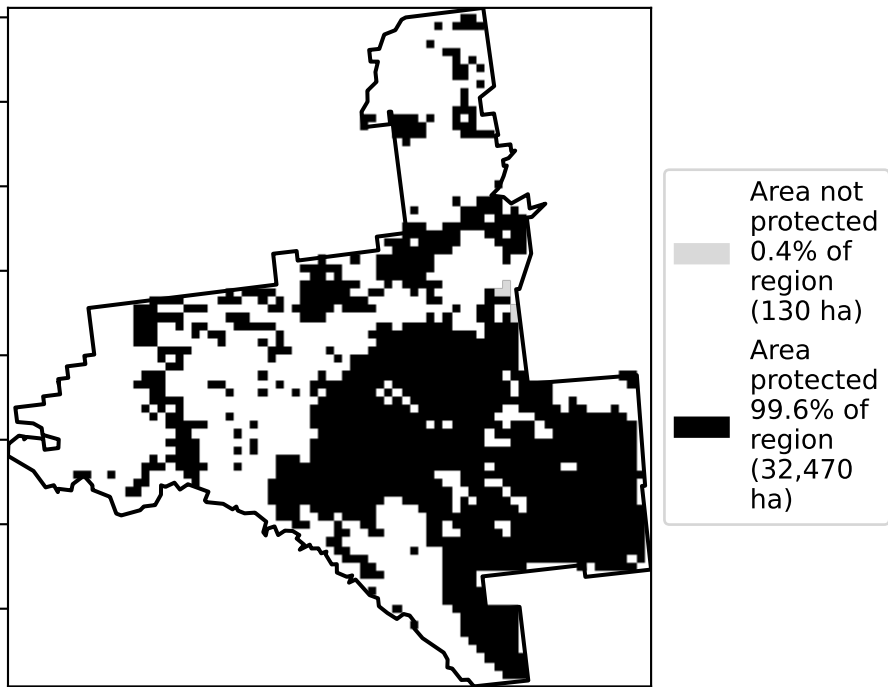 Area not
protected
0.4% of
region
(130 ha)
Area
protected
99.6% of
region
(32,470
ha)